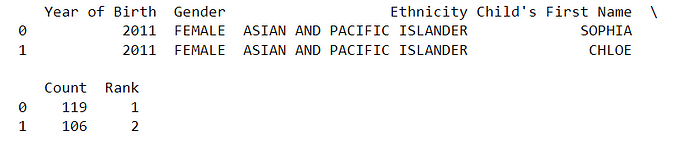 Year of Birth Gender Ethnicity Child's First Name \
0 2011 FEMALE ASIAN AND PACIFIC ISLANDER SOPHIA
1 2011 FEMALE ASIAN AND PACIFIC ISLANDER CHLOE
Count Rank
0 119 1
1 106 2